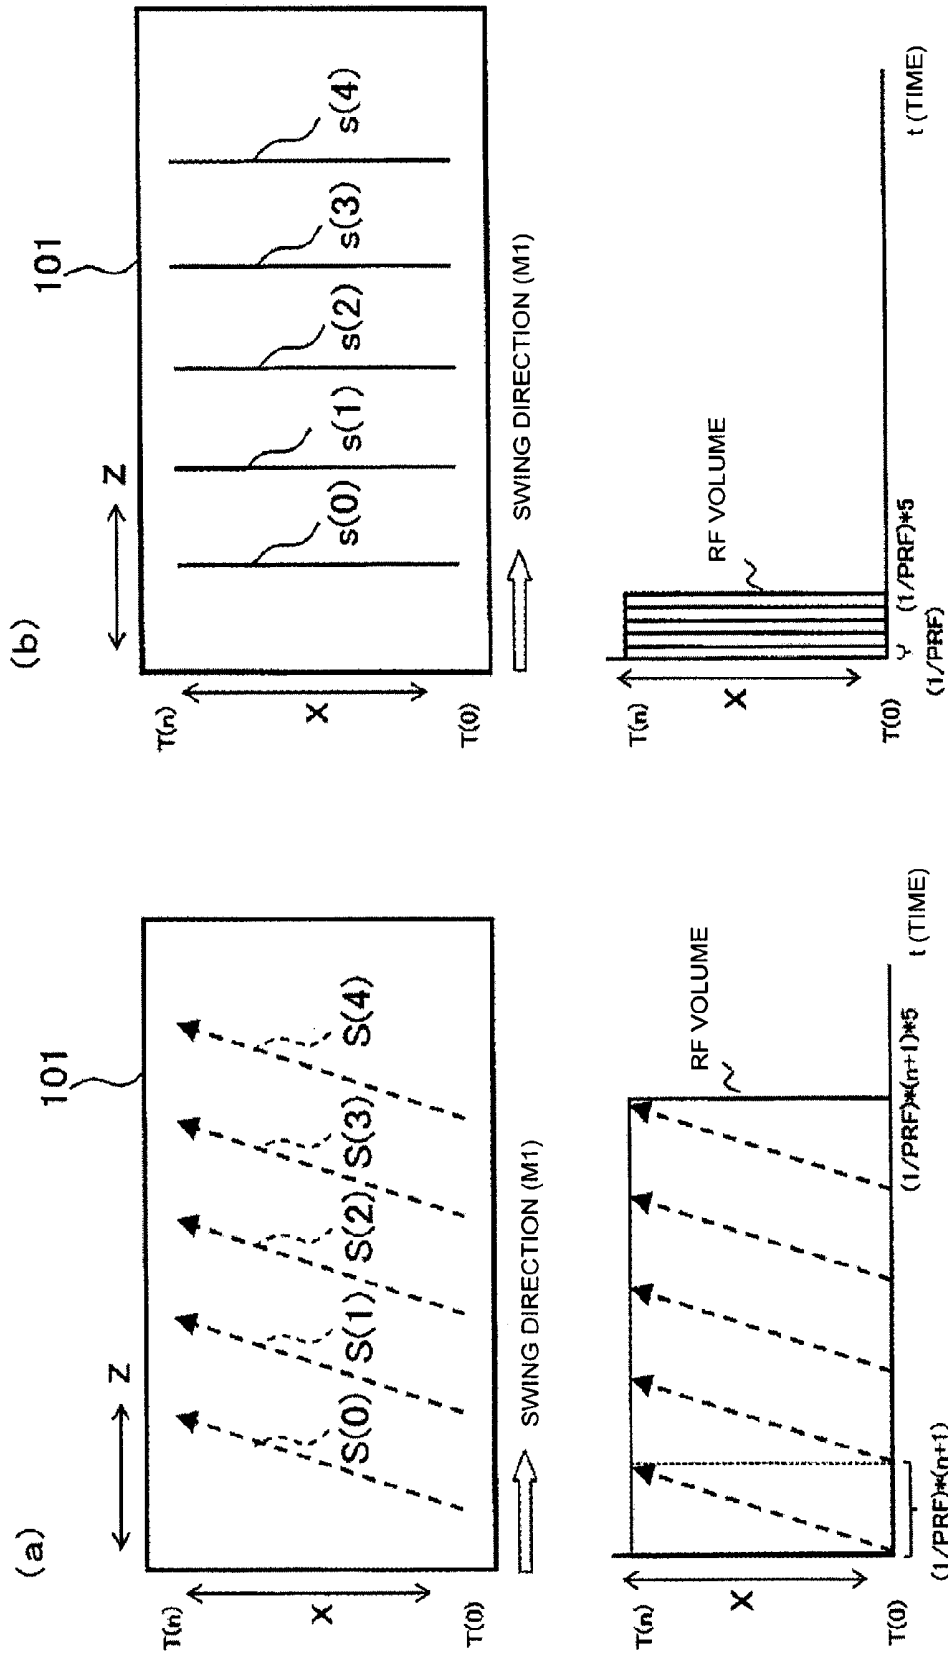 (a)
101
Z
T(n)
X
T(0)
S(0)
S(1)
S(2)
S(3)
S(4)
SWING DIRECTION (M1)
RF VOLUME
T(n)
X
T(0)
(1/PRF)*(n+1)
(1/PRF)*(n+1)*5
t (TIME)
(b)
101
Z
T(n)
X
T(0)
s(0)
s(1)
s(2)
s(3)
s(4)
SWING DIRECTION (M1)
RF VOLUME
T(n)
X
T(0)
(1/PRF)
(1/PRF)*5
t (TIME)